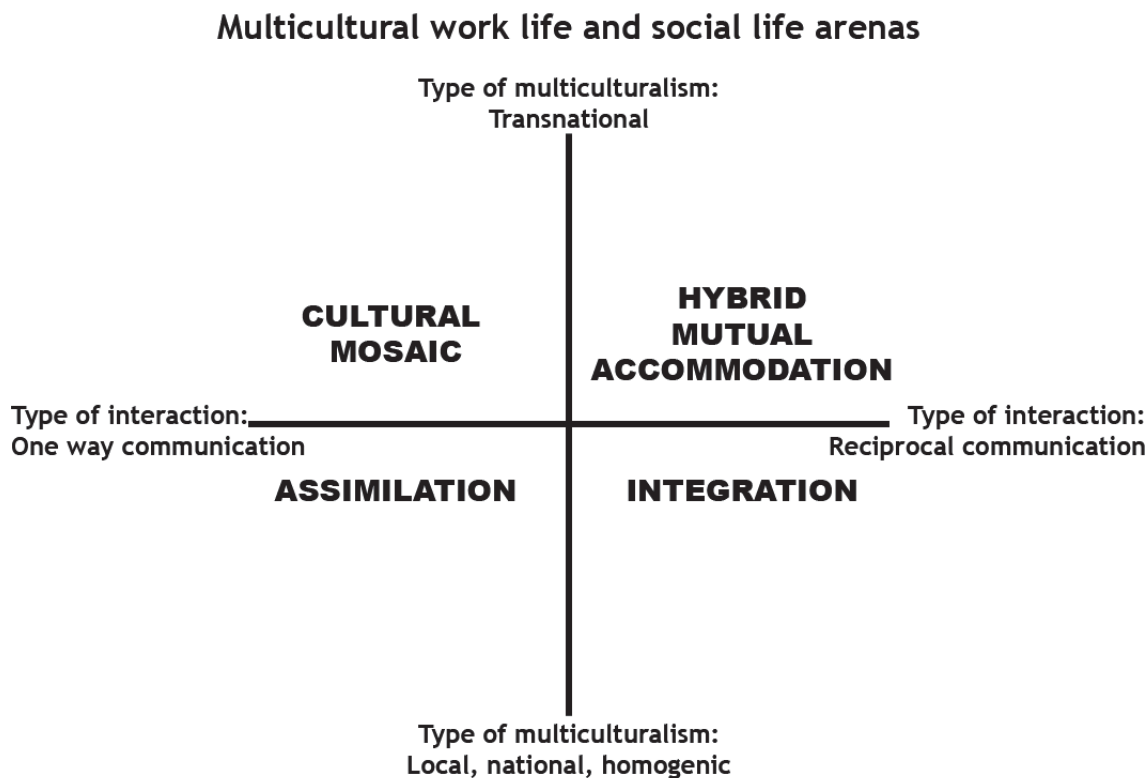 Multicultural work life and social life arenas
Type of multiculturalism:
Transnational
CULTURAL
MOSAIC
HYBRID
MUTUAL
ACCOMMODATION
Type of interaction:
One way communication
Type of interaction:
Reciprocal communication
ASSIMILATION
INTEGRATION
Type of multiculturalism:
Local, national, homogenic